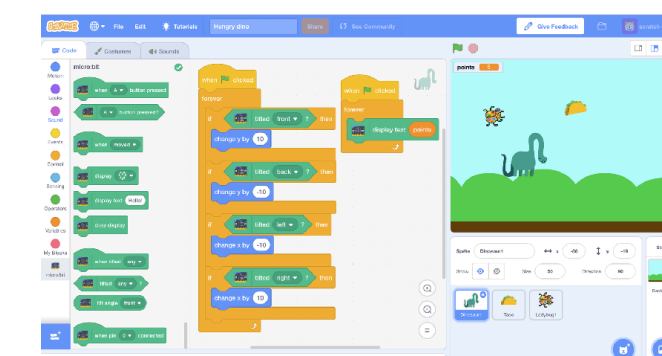 SCRATCH File Edit Tutorials Hungry dino Share See Community Give Feedback
Code Costumes Sounds
micro:bit
Motion
Looks
Sound
Events
Control
Sensing
Operators
Variables
My Blocks
micro:bit
when A button pressed
A button pressed?
when moved
display
display text Hello!
clear display
when tilted any
tilted any ?
tilt angle front
when pin 0 connected
when clicked
forever
if tilted front ? then
change y by 10
if tilted back ? then
change y by -10
if tilted left ? then
change x by -10
if tilted right ? then
change x by 10
when clicked
forever
display text points
points
Sprite Dinosaur1 x y
Show Size 50 Direction 90
Dinosaur1 Taco Ladybug2